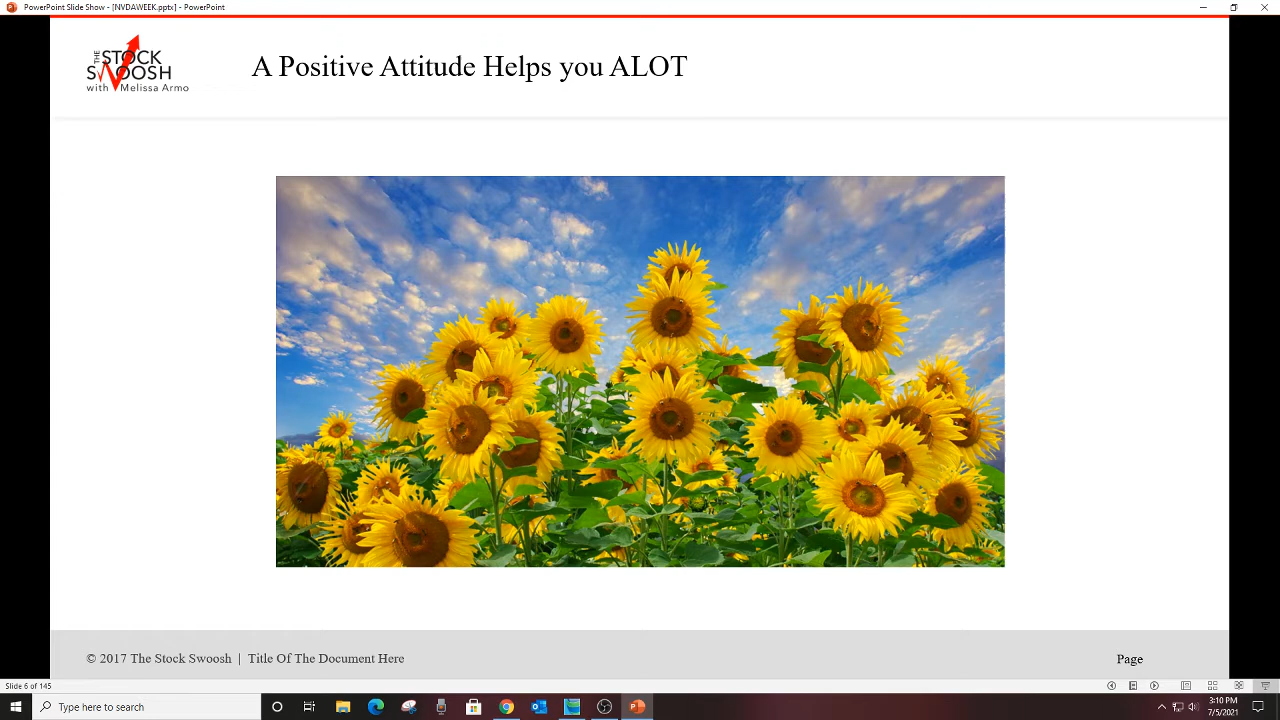 PowerPoint Slide Show - [NVDAWEEK.pptx] - PowerPoint
THE STOCK
SWOOSH
with Melissa Armo
A Positive Attitude Helps you ALOT
© 2017 The Stock Swoosh | Title Of The Document Here
Page
Slide 6 of 145
Type here to search
3:10 PM
7/5/2021